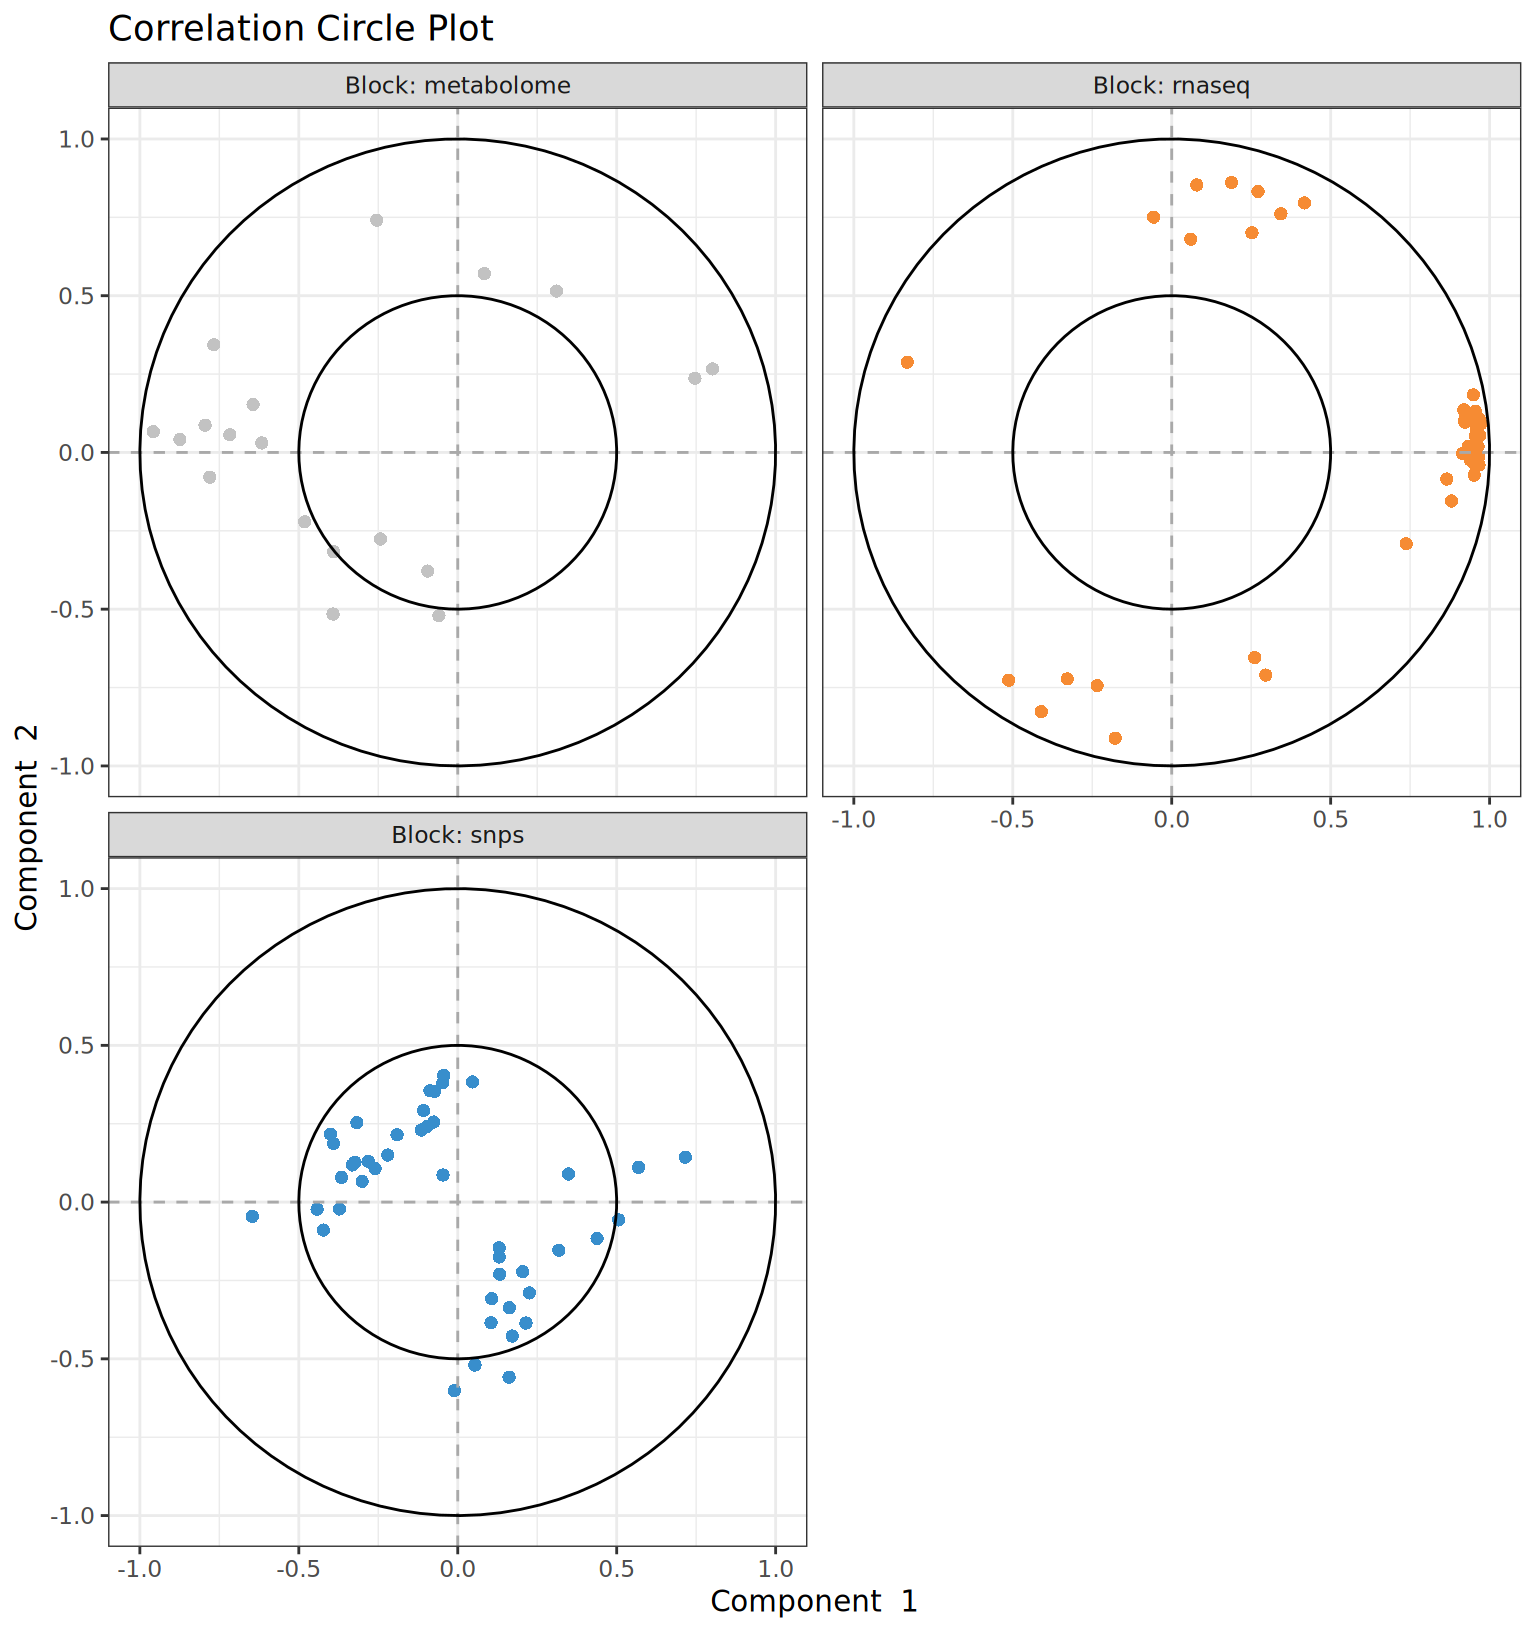 Correlation Circle Plot
Block: metabolome
Block: rnaseq
1.0
0.5
0.0
-0.5
-1.0
-1.0 -0.5 0.0 0.5 1.0
Block: snps
1.0
0.5
0.0
-0.5
-1.0
-1.0 -0.5 0.0 0.5 1.0
Component 2
Component 1